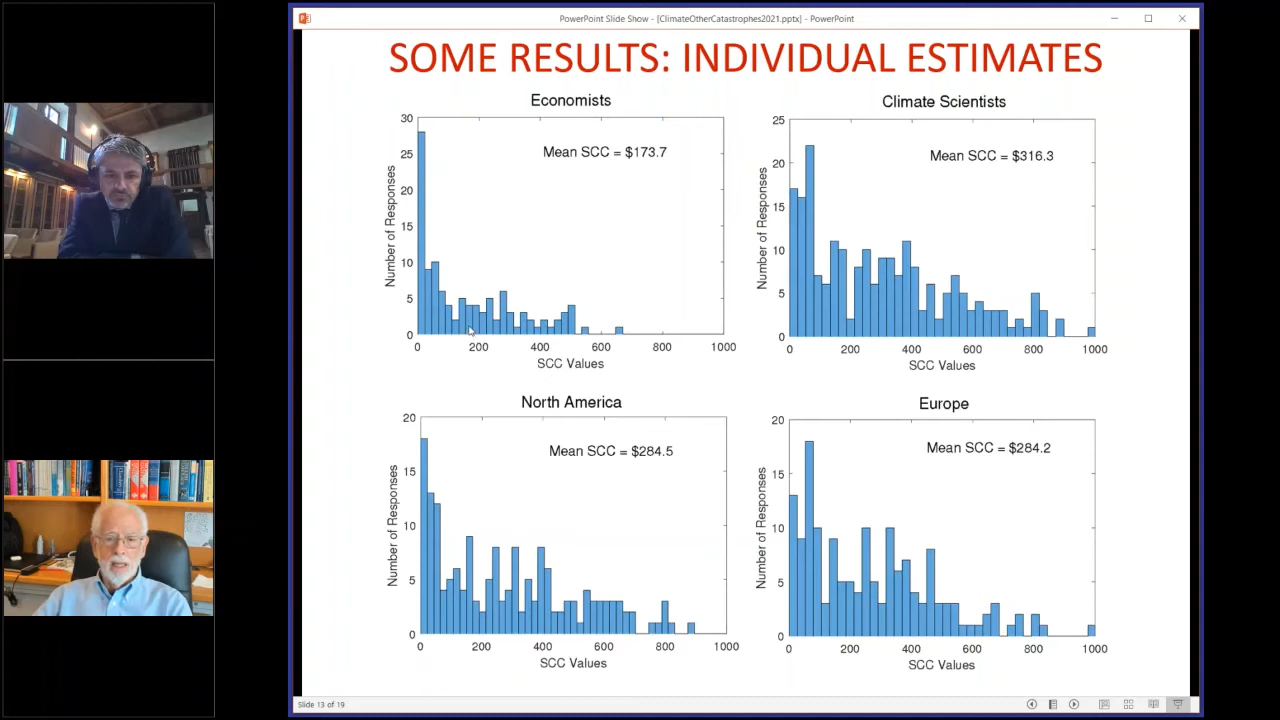 PowerPoint Slide Show - [ClimateOtherCatastrophes2021.pptx] - PowerPoint
SOME RESULTS: INDIVIDUAL ESTIMATES
Economists
Mean SCC = $173.7
Number of Responses
30
25
20
15
10
5
0
0 200 400 600 800 1000
SCC Values
Climate Scientists
Mean SCC = $316.3
Number of Responses
25
20
15
10
5
0
0 200 400 600 800 1000
SCC Values
North America
Mean SCC = $284.5
Number of Responses
20
15
10
5
0
0 200 400 600 800 1000
SCC Values
Europe
Mean SCC = $284.2
Number of Responses
20
15
10
5
0
0 200 400 600 800 1000
SCC Values
Slide 13 of 19